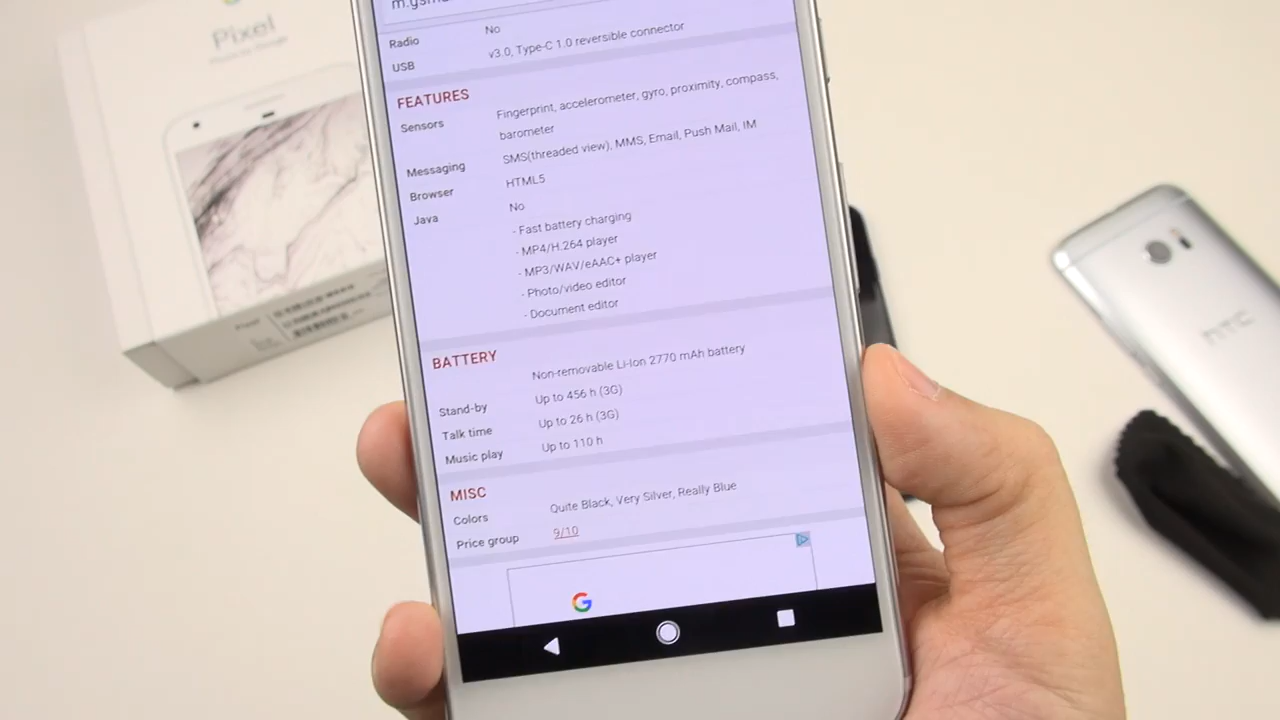 Pixel
m.gsma
Radio No
USB v3.0, Type-C 1.0 reversible connector
FEATURES
Sensors Fingerprint, accelerometer, gyro, proximity, compass,
barometer
Messaging SMS(threaded view), MMS, Email, Push Mail, IM
Browser HTML5
Java No
- Fast battery charging
- MP4/H.264 player
- MP3/WAV/eAAC+ player
- Photo/video editor
- Document editor
BATTERY
Non-removable Li-Ion 2770 mAh battery
Stand-by Up to 456 h (3G)
Talk time Up to 26 h (3G)
Music play Up to 110 h
MISC
Colors Quite Black, Very Silver, Really Blue
Price group 9/10
G
hTC